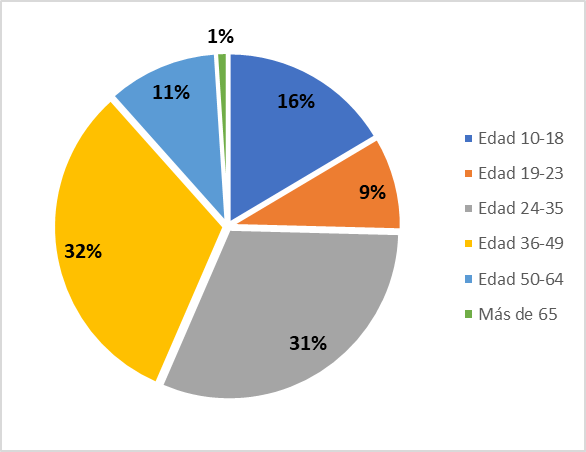 1%
16%
9%
31%
32%
11%
Edad 10-18
Edad 19-23
Edad 24-35
Edad 36-49
Edad 50-64
Más de 65